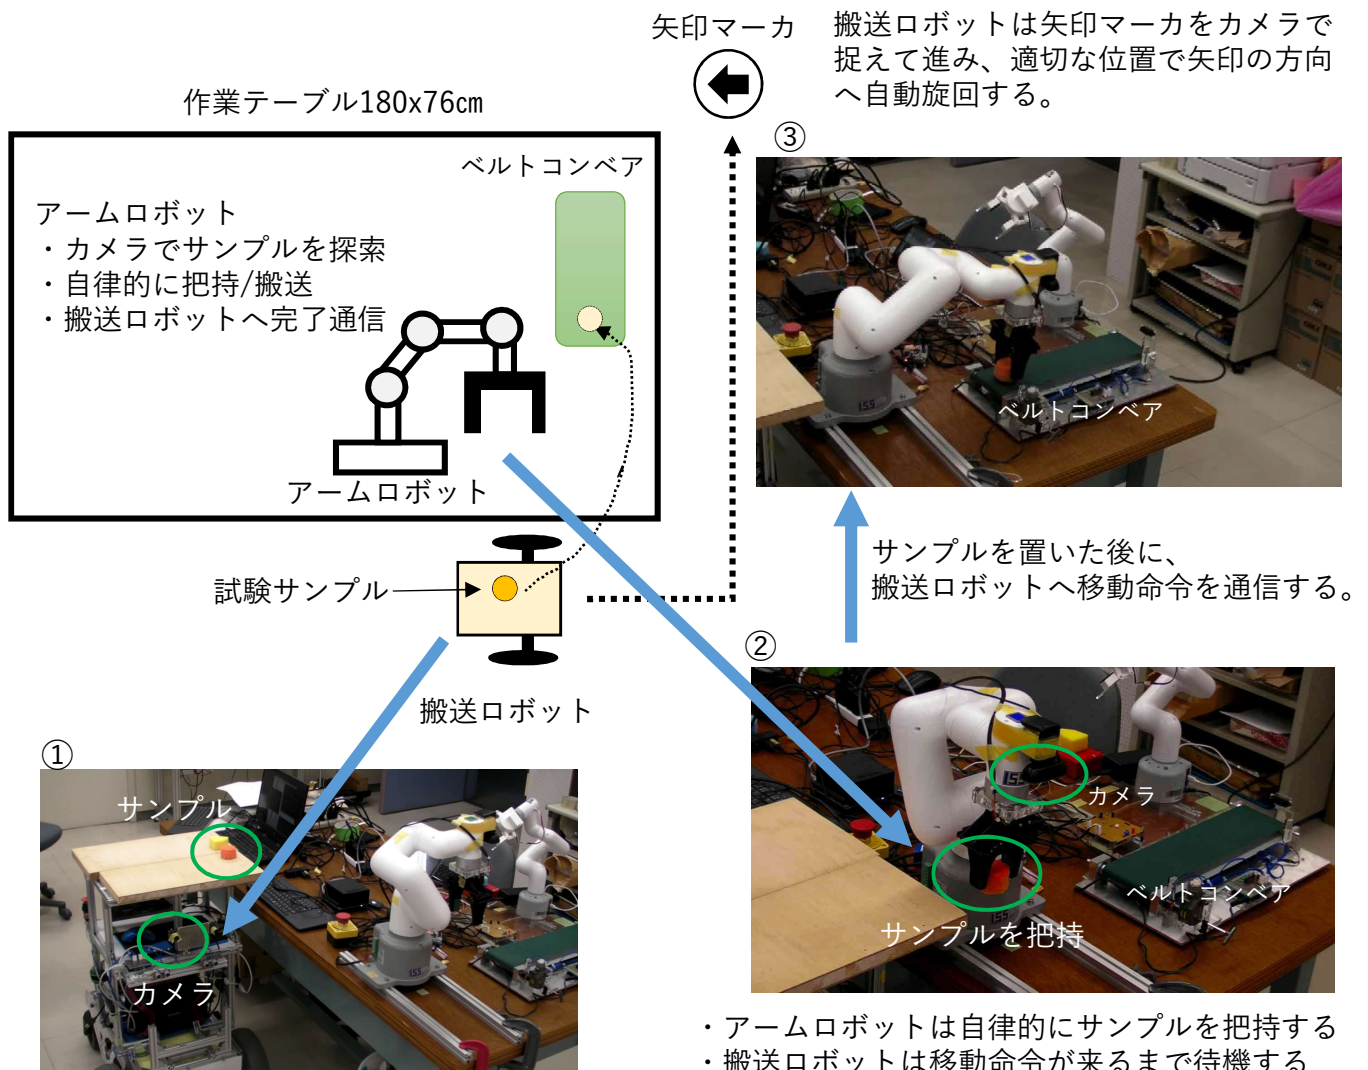 矢印マーカ
搬送ロボットは矢印マーカをカメラで
捉えて進み、適切な位置で矢印の方向
へ自動旋回する。
作業テーブル180x76㎝
③
ベルトコンベア
アームロボット
・カメラでサンプルを探索
・自律的に把持/搬送
・搬送ロボットへ完了通信
アームロボット
ベルトコンベア
サンプルを置いた後に、
搬送ロボットへ移動命令を通信する。
試験サンプル
搬送ロボット
②
カメラ
ベルトコンベア
サンプルを把持
①
サンプル
カメラ
・アームロボットは自律的にサンプルを把持する
・搬送ロボットは移動命令が来るまで待機する